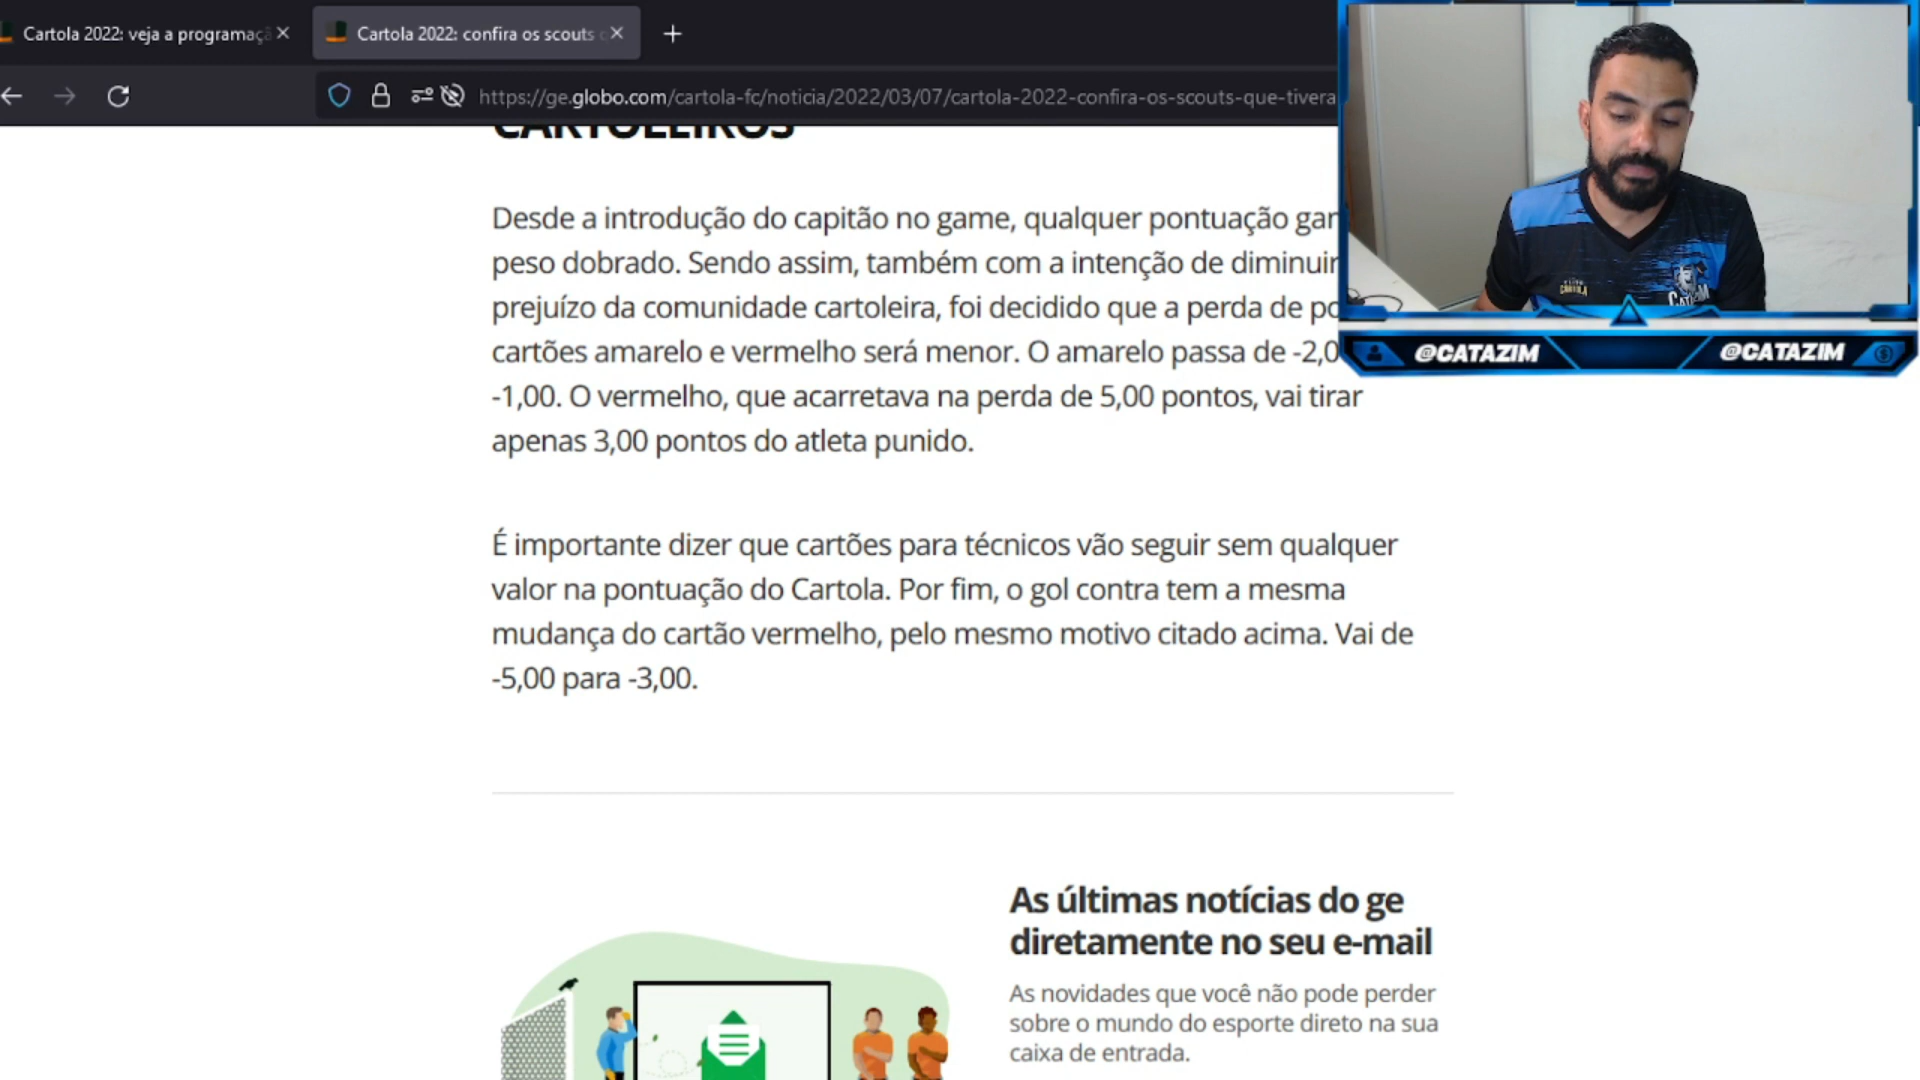 Cartola 2022: veja a programaçã
Cartola 2022: confira os scouts
https://ge.globo.com/cartola-fc/noticia/2022/03/07/cartola-2022-confira-os-scouts-que-tivera
CARTOLEIROS
Desde a introdução do capitão no game, qualquer pontuação
peso dobrado. Sendo assim, também com a intenção de diminuir
prejuízo da comunidade cartoleira, foi decidido que a perda de
cartões amarelo e vermelho será menor. O amarelo passa de -2,0
-1,00. O vermelho, que acarretava na perda de 5,00 pontos, vai tirar
apenas 3,00 pontos do atleta punido.
É importante dizer que cartões para técnicos vão seguir sem qualquer
valor na pontuação do Cartola. Por fim, o gol contra tem a mesma
mudança do cartão vermelho, pelo mesmo motivo citado acima. Vai de
-5,00 para -3,00.
As últimas notícias do ge
diretamente no seu e-mail
As novidades que você não pode perder
sobre o mundo do esporte direto na sua
caixa de entrada.
CARTOLA
CATAZIM
@CATAZIM
@CATAZIM